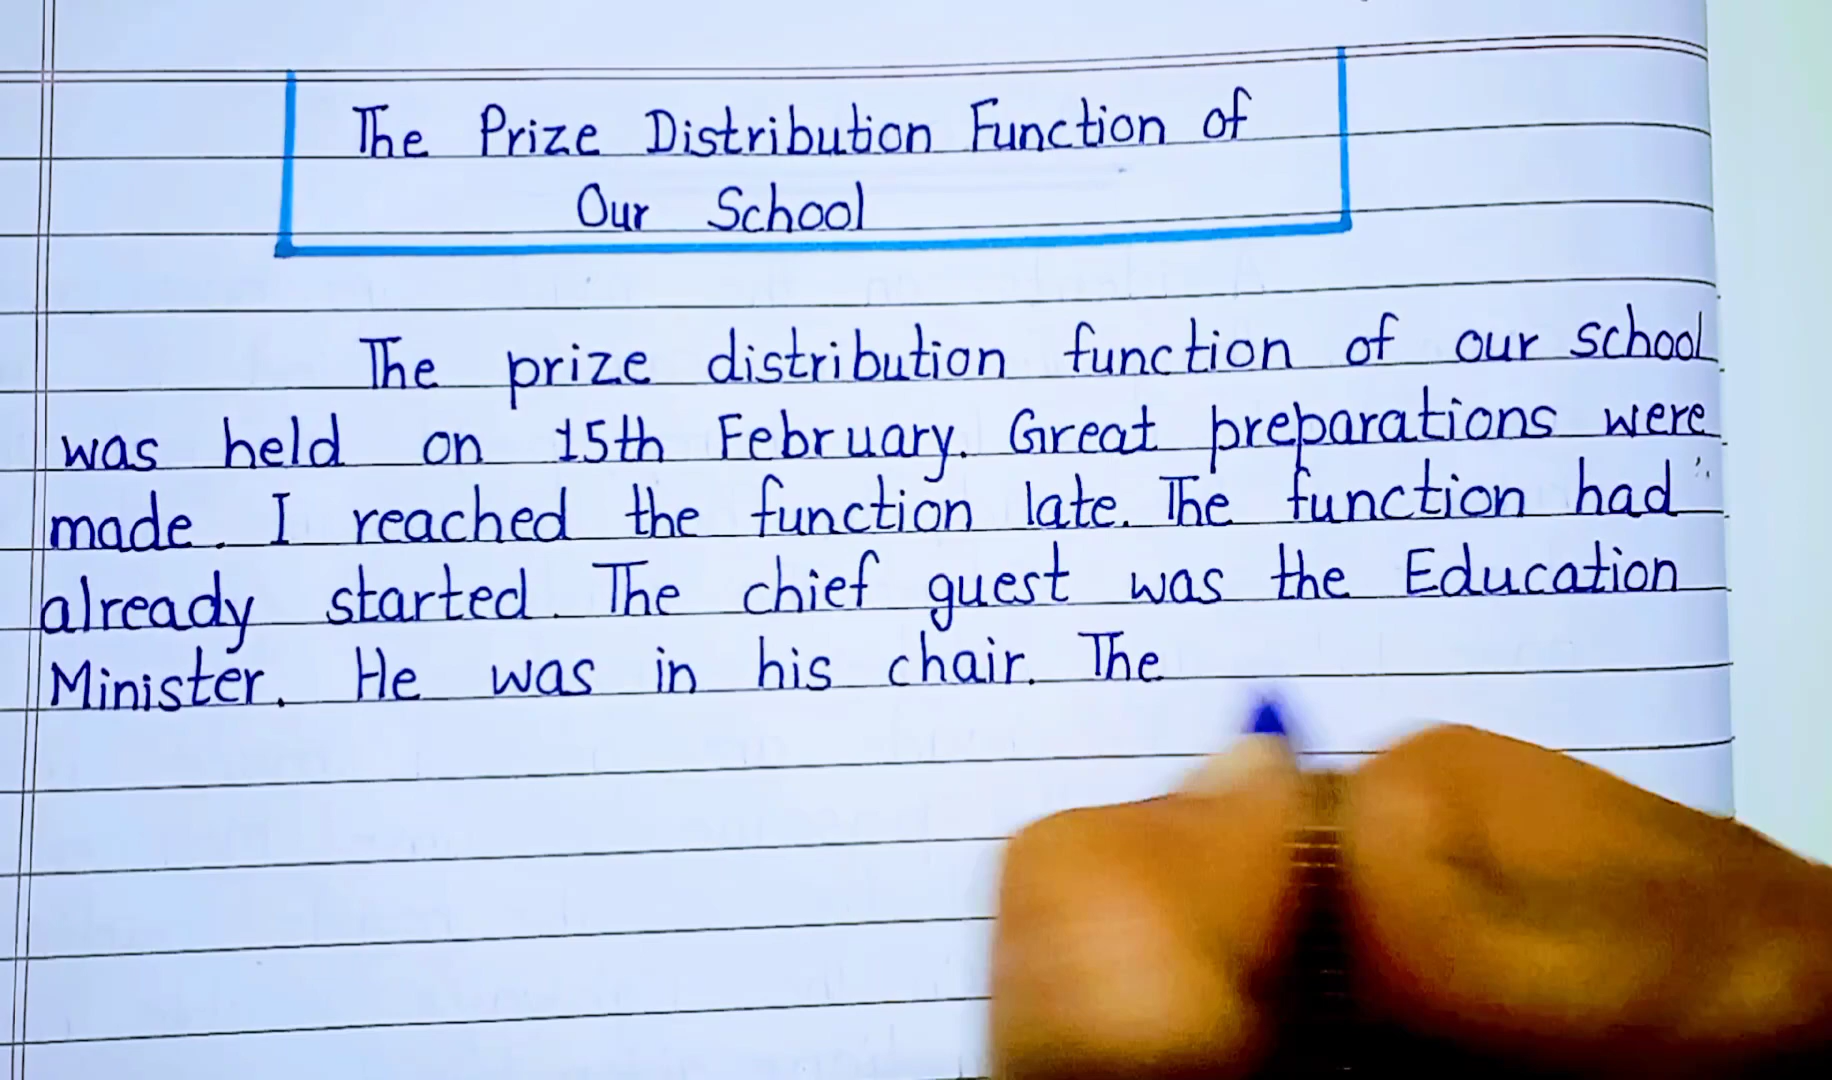 The Prize Distribution Function of
Our School
The prize distribution function of our school
was held on 15th February. Great preparations were
made. I reached the function late. The function had
already started. The chief guest was the Education
Minister. He was in his chair. The